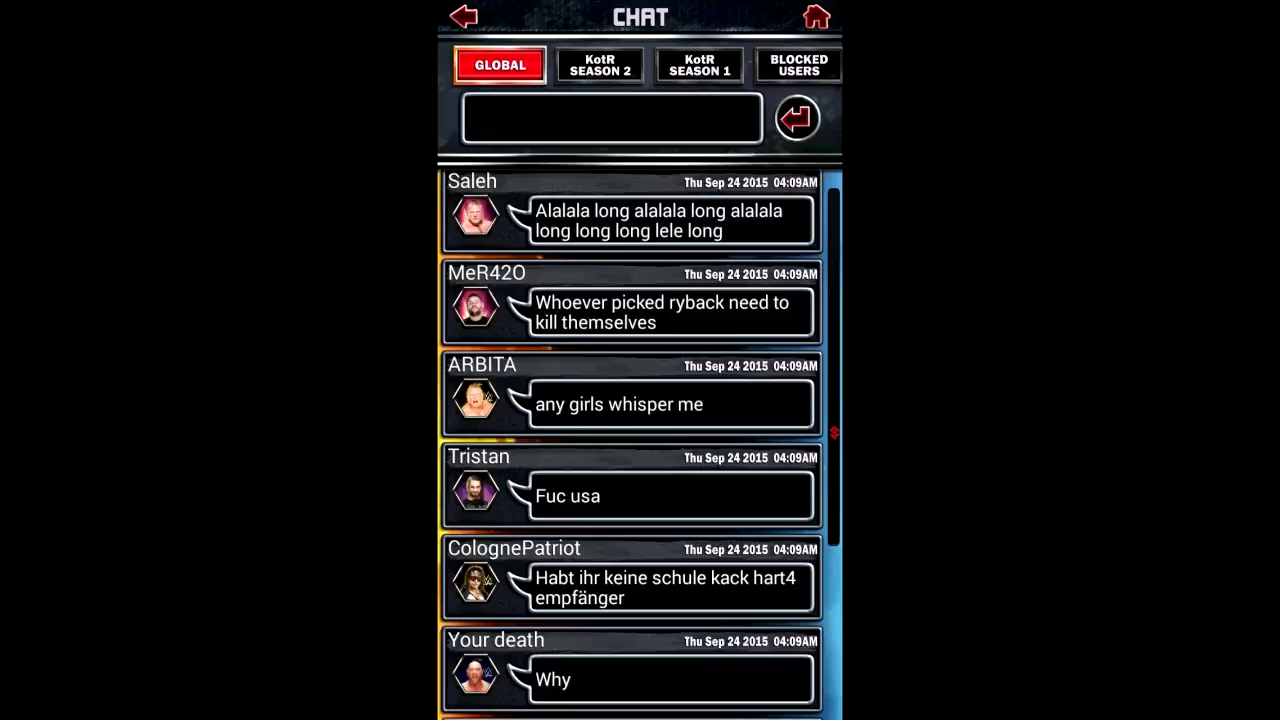 CHAT
GLOBAL
KotR
SEASON 2
KotR
SEASON 1
BLOCKED
USERS
Saleh
Thu Sep 24 2015 04:09AM
Alalala long alalala long alalala
long long long lele long
MeR42O
Thu Sep 24 2015 04:09AM
Whoever picked ryback need to
kill themselves
ARBITA
Thu Sep 24 2015 04:09AM
any girls whisper me
Tristan
Thu Sep 24 2015 04:09AM
Fuc usa
ColognePatriot
Thu Sep 24 2015 04:09AM
Habt ihr keine schule kack hart4
empfänger
Your death
Thu Sep 24 2015 04:09AM
Why